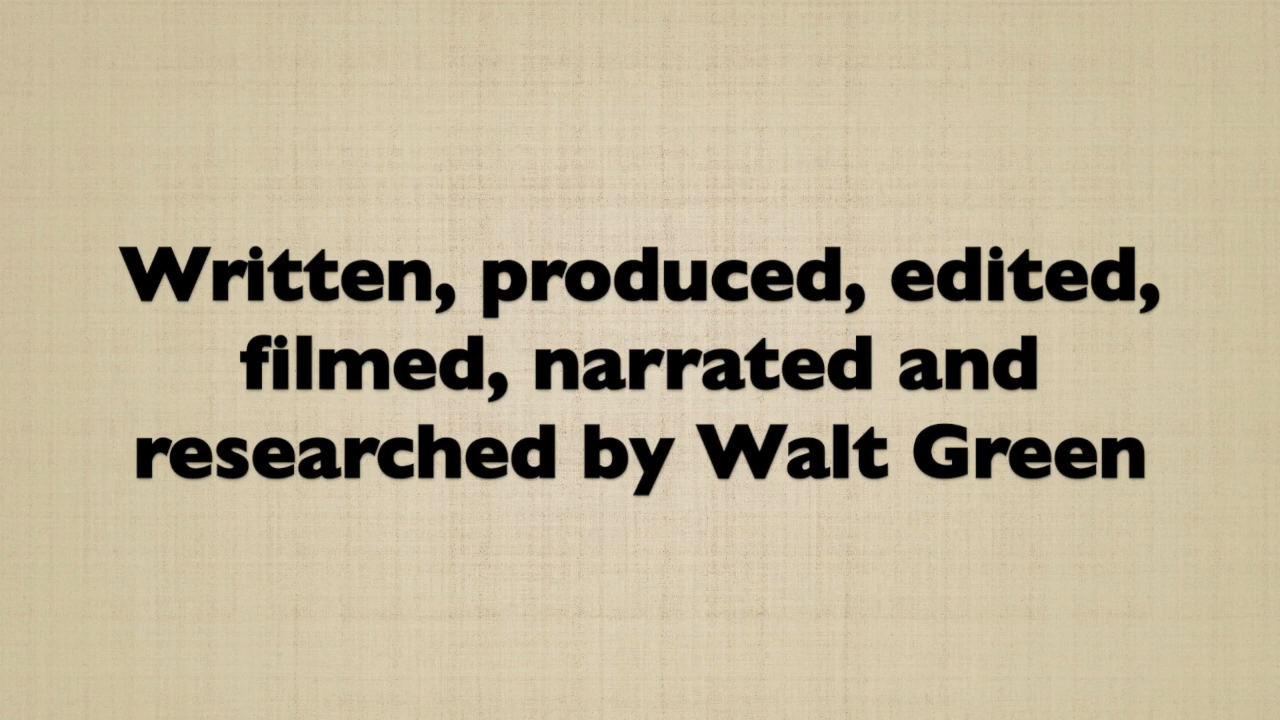 Written, produced, edited,
filmed, narrated and
researched by Walt Green